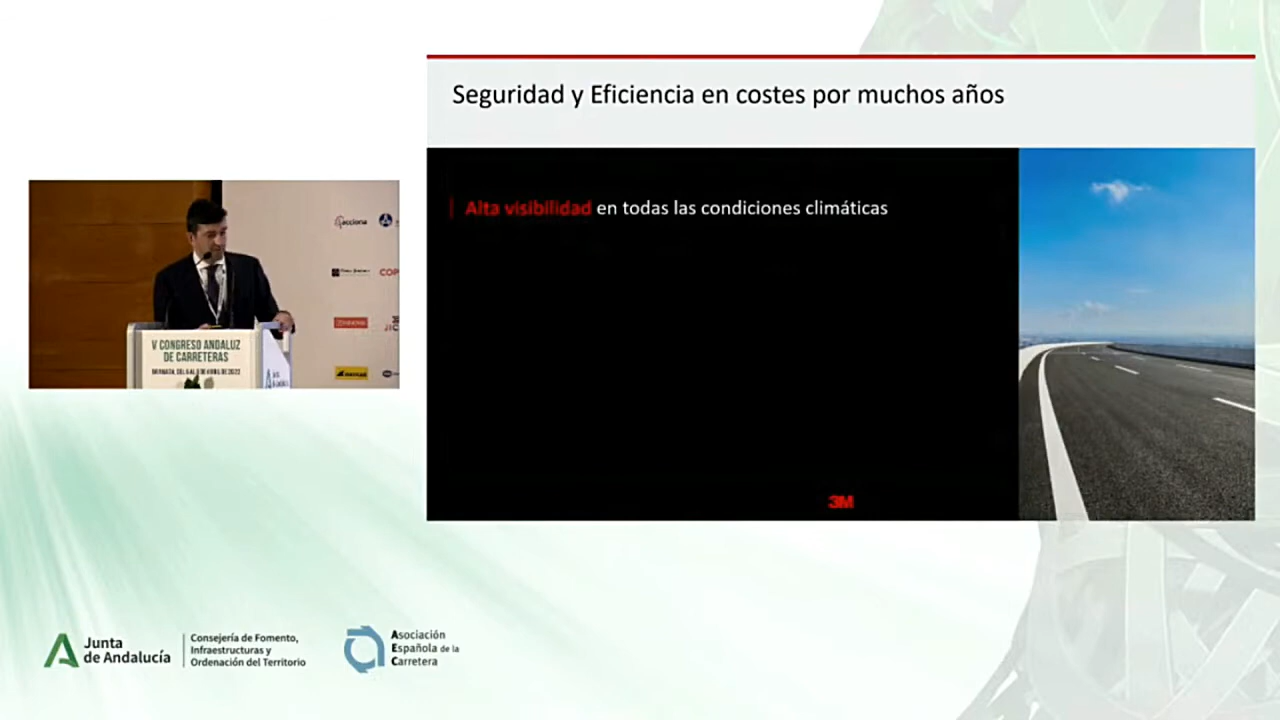 Seguridad y Eficiencia en costes por muchos años
Alta visibilidad en todas las condiciones climáticas
3M
acciona
V CONGRESO ANDALUZ
DE CARRETERAS
Junta
de Andalucía
Consejería de Fomento,
Infraestructuras y
Ordenación del Territorio
Asociación
Española de la
Carretera